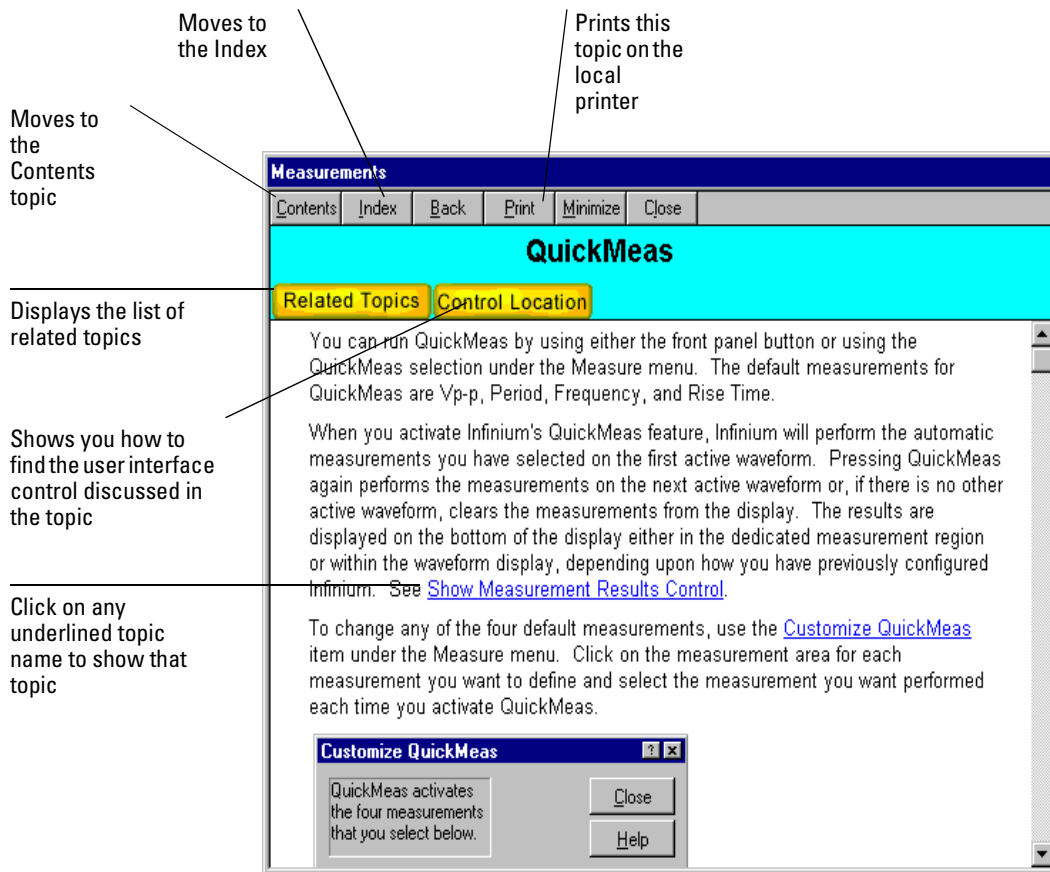 Moves to
the Index
Prints this
topic on the
local
printer
Moves to
the
Contents
topic
Measurements
Contents Index Back Print Minimize Close
QuickMeas
Related Topics Control Location
Displays the list of
related topics
You can run QuickMeas by using either the front panel button or using the
QuickMeas selection under the Measure menu. The default measurements for
QuickMeas are Vp-p, Period, Frequency, and Rise Time.
Shows you how to
find the user interface
control discussed in
the topic
When you activate Infinium's QuickMeas feature, Infinium will perform the automatic
measurements you have selected on the first active waveform. Pressing QuickMeas
again performs the measurements on the next active waveform or, if there is no other
active waveform, clears the measurements from the display. The results are
displayed on the bottom of the display either in the dedicated measurement region
or within the waveform display, depending upon how you have previously configured
Infinium. See Show Measurement Results Control.
Click on any
underlined topic
name to show that
topic
To change any of the four default measurements, use the Customize QuickMeas
item under the Measure menu. Click on the measurement area for each
measurement you want to define and select the measurement you want performed
each time you activate QuickMeas.
Customize QuickMeas
QuickMeas activates
the four measurements
that you select below.
Close
Help